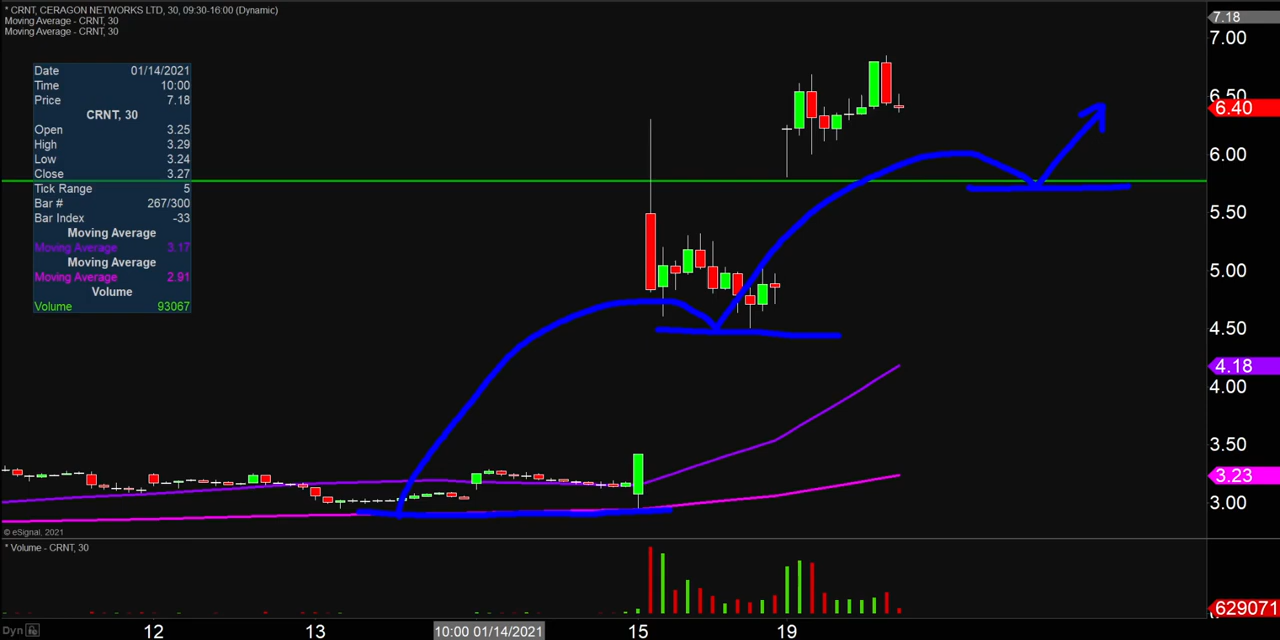 * CRNT, CERAGON NETWORKS LTD, 30, 09:30-16:00 (Dynamic)
Moving Average - CRNT, 30
Moving Average - CRNT, 30
Date 01/14/2021
Time 10:00
Price 7.18
CRNT, 30
Open 3.25
High 3.29
Low 3.24
Close 3.27
Tick Range 5
Bar # 267/300
Bar Index -33
Moving Average
Moving Average 3.17
Moving Average
Moving Average 2.91
Volume
Volume 93067
7.18
7.00
6.50
6.40
6.00
5.50
5.00
4.50
4.18
4.00
3.50
3.23
3.00
© eSignal, 2021
* Volume - CRNT, 30
629071
Dyn
12 13 10:00 01/14/2021 15 19